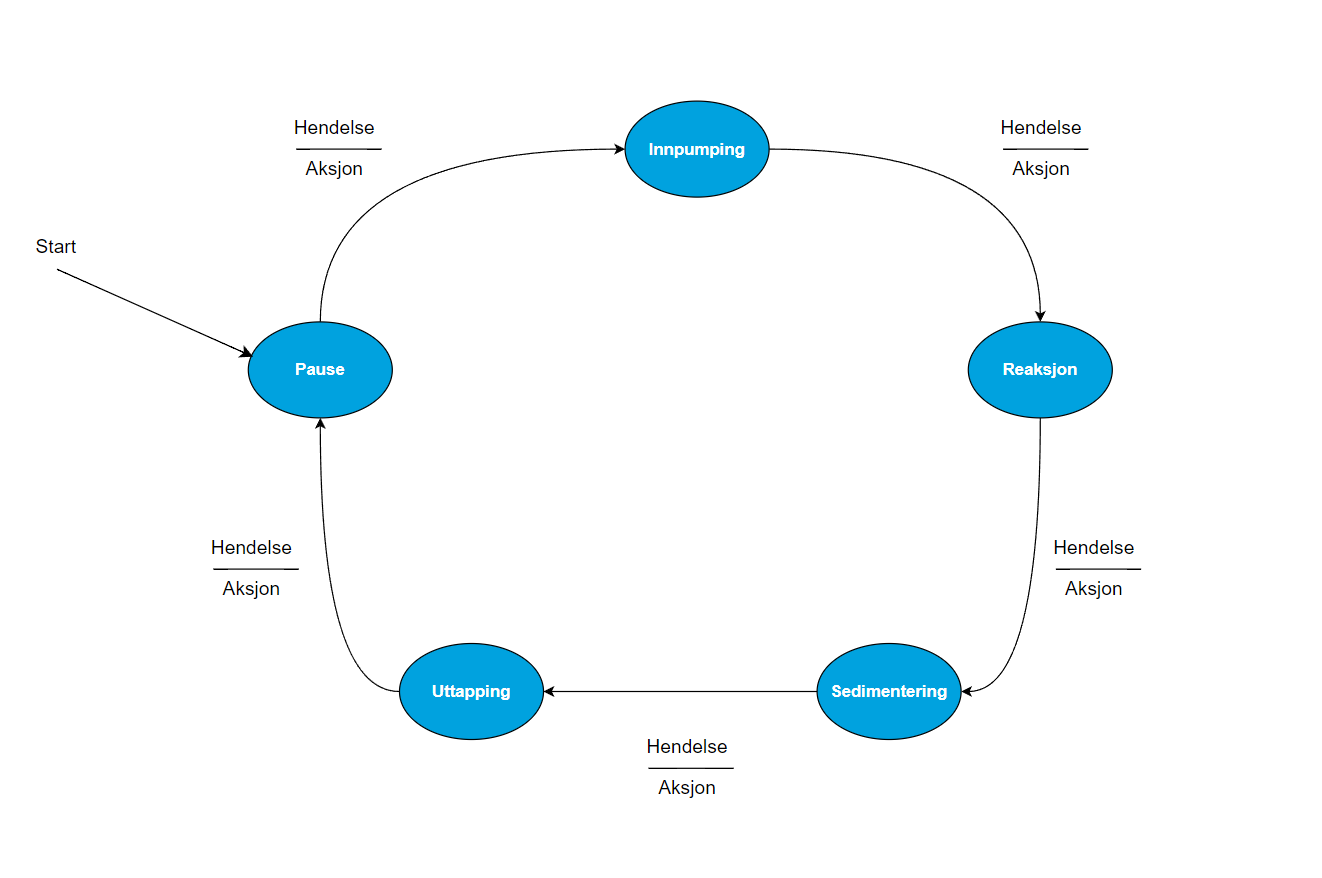 Hendelse
Aksjon
Innpumping
Hendelse
Aksjon
Start
Pause
Reaksjon
Hendelse
Aksjon
Hendelse
Aksjon
Uttapping
Sedimentering
Hendelse
Aksjon